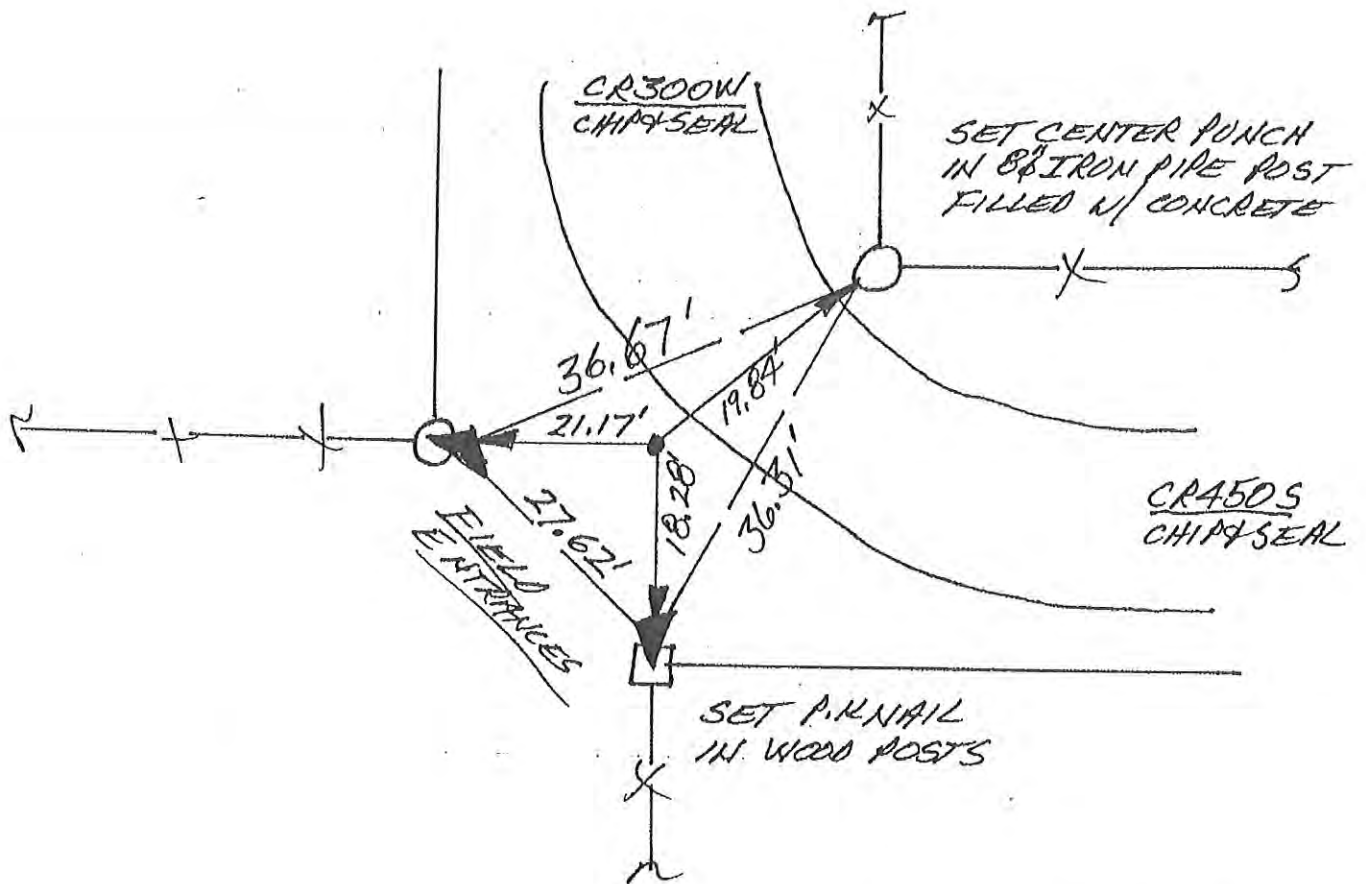 CR300W
CHIP&SEAL
SET CENTER PUNCH
IN 8"ø IRON PIPE POST
FILLED W/ CONCRETE
36.67'
19.84'
21.17'
18.28'
36.31'
27.62'
CR450S
CHIP&SEAL
FIELD
ENTRANCES
SET P.K NAIL
IN WOOD POSTS